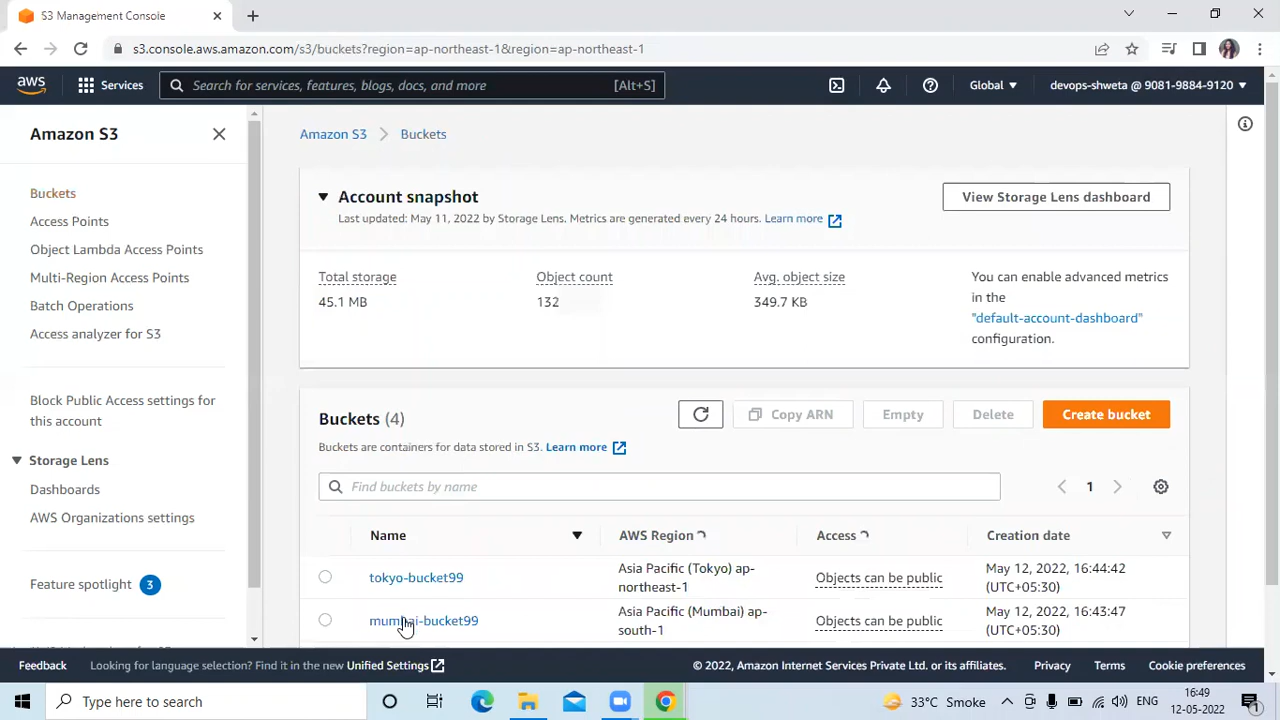 S3 Management Console
s3.console.aws.amazon.com/s3/buckets?region=ap-northeast-1&region=ap-northeast-1
aws
Services
Search for services, features, blogs, docs, and more
[Alt+S]
Global
devops-shweta @ 9081-9884-9120
Amazon S3
Buckets
Access Points
Object Lambda Access Points
Multi-Region Access Points
Batch Operations
Access analyzer for S3
Block Public Access settings for
this account
Storage Lens
Dashboards
AWS Organizations settings
Feature spotlight 3
Amazon S3 > Buckets
Account snapshot
Last updated: May 11, 2022 by Storage Lens. Metrics are generated every 24 hours. Learn more
View Storage Lens dashboard
Total storage
45.1 MB
Object count
132
Avg. object size
349.7 KB
You can enable advanced metrics
in the
"default-account-dashboard"
configuration.
Buckets (4)
Buckets are containers for data stored in S3. Learn more
Copy ARN
Empty
Delete
Create bucket
Find buckets by name
1
Name
AWS Region
Access
Creation date
tokyo-bucket99
Asia Pacific (Tokyo) ap-
northeast-1
Objects can be public
May 12, 2022, 16:44:42
(UTC+05:30)
mumbai-bucket99
Asia Pacific (Mumbai) ap-
south-1
Objects can be public
May 12, 2022, 16:43:47
(UTC+05:30)
Feedback
Looking for language selection? Find it in the new Unified Settings
© 2022, Amazon Internet Services Private Ltd. or its affiliates.
Privacy
Terms
Cookie preferences
Type here to search
33°C Smoke
ENG
16:49
12-05-2022
1